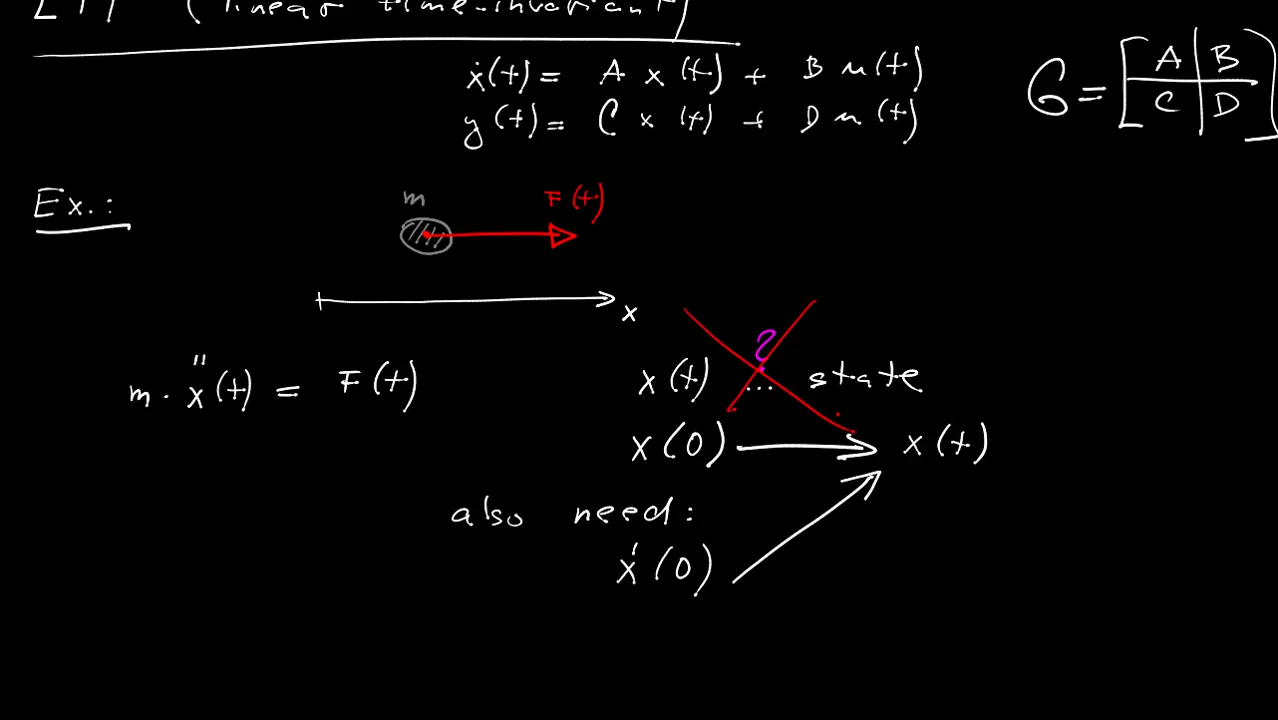 LTI (linear time-invariant)
ẋ(t) = A x(t) + B u(t)
y(t) = C x(t) + D u(t)
G = [A B
C D]
Ex.:
m F(t)
x
m · ẍ(t) = F(t)
?
x(t) ... state
x(0) → x(t)
also need:
ẋ(0)